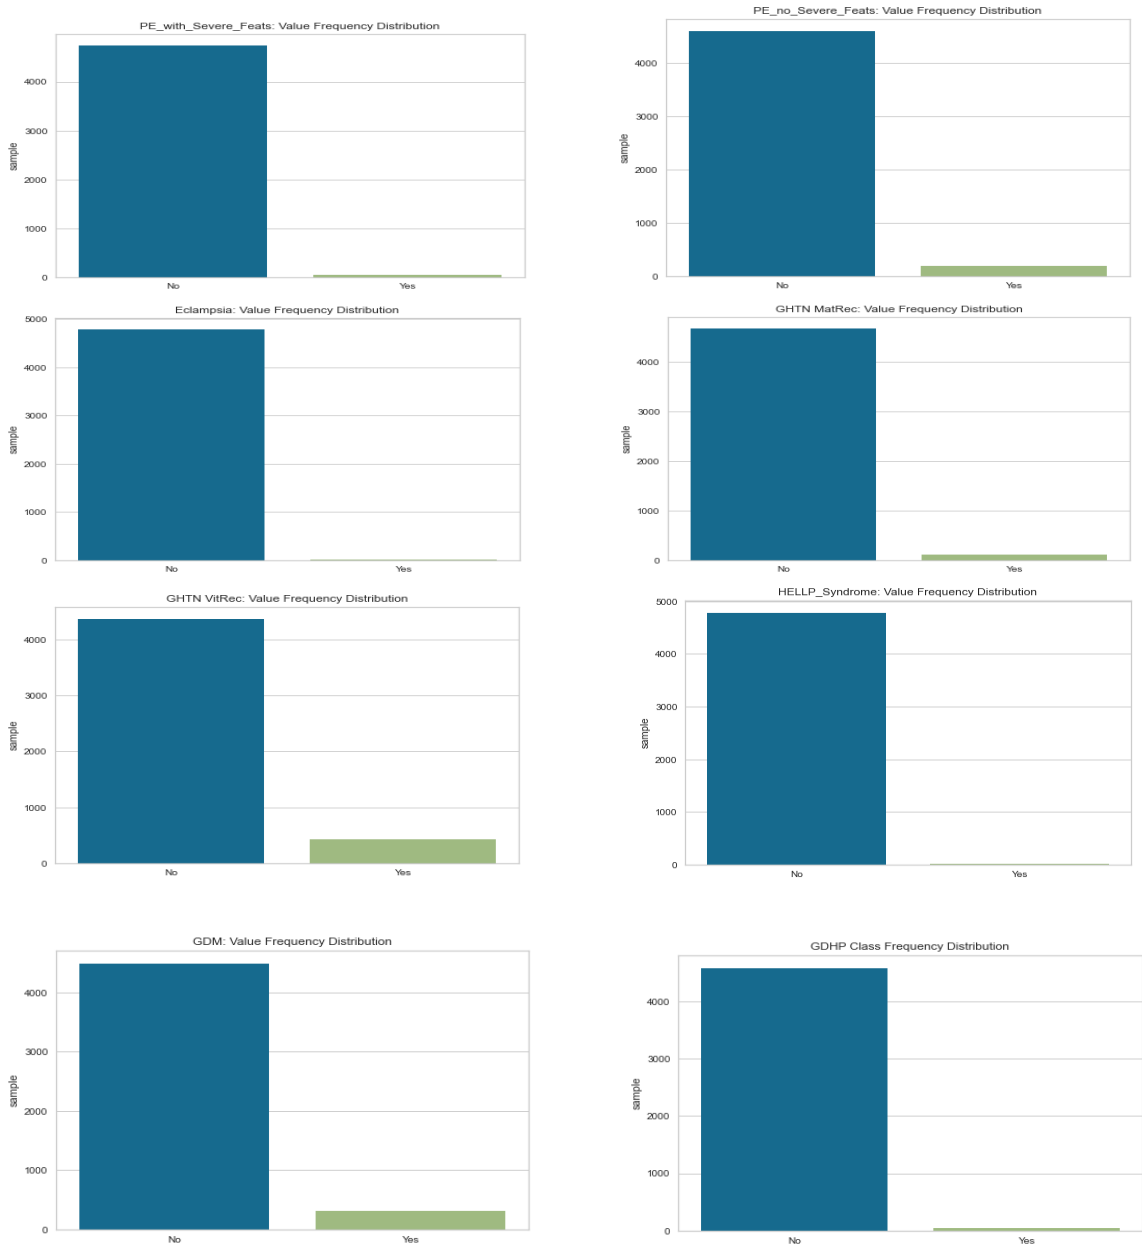 PE_with_Severe_Feats: Value Frequency Distribution
sample
4000
3000
2000
1000
0
No Yes
PE_no_Severe_Feats: Value Frequency Distribution
sample
4000
3000
2000
1000
0
No Yes
Eclampsia: Value Frequency Distribution
sample
5000
4000
3000
2000
1000
0
No Yes
GHTN MatRec: Value Frequency Distribution
sample
4000
3000
2000
1000
0
No Yes
GHTN VitRec: Value Frequency Distribution
sample
4000
3000
2000
1000
0
No Yes
HELLP_Syndrome: Value Frequency Distribution
sample
5000
4000
3000
2000
1000
0
No Yes
GDM: Value Frequency Distribution
sample
4000
3000
2000
1000
0
No Yes
GDHP Class Frequency Distribution
sample
4000
3000
2000
1000
0
No Yes